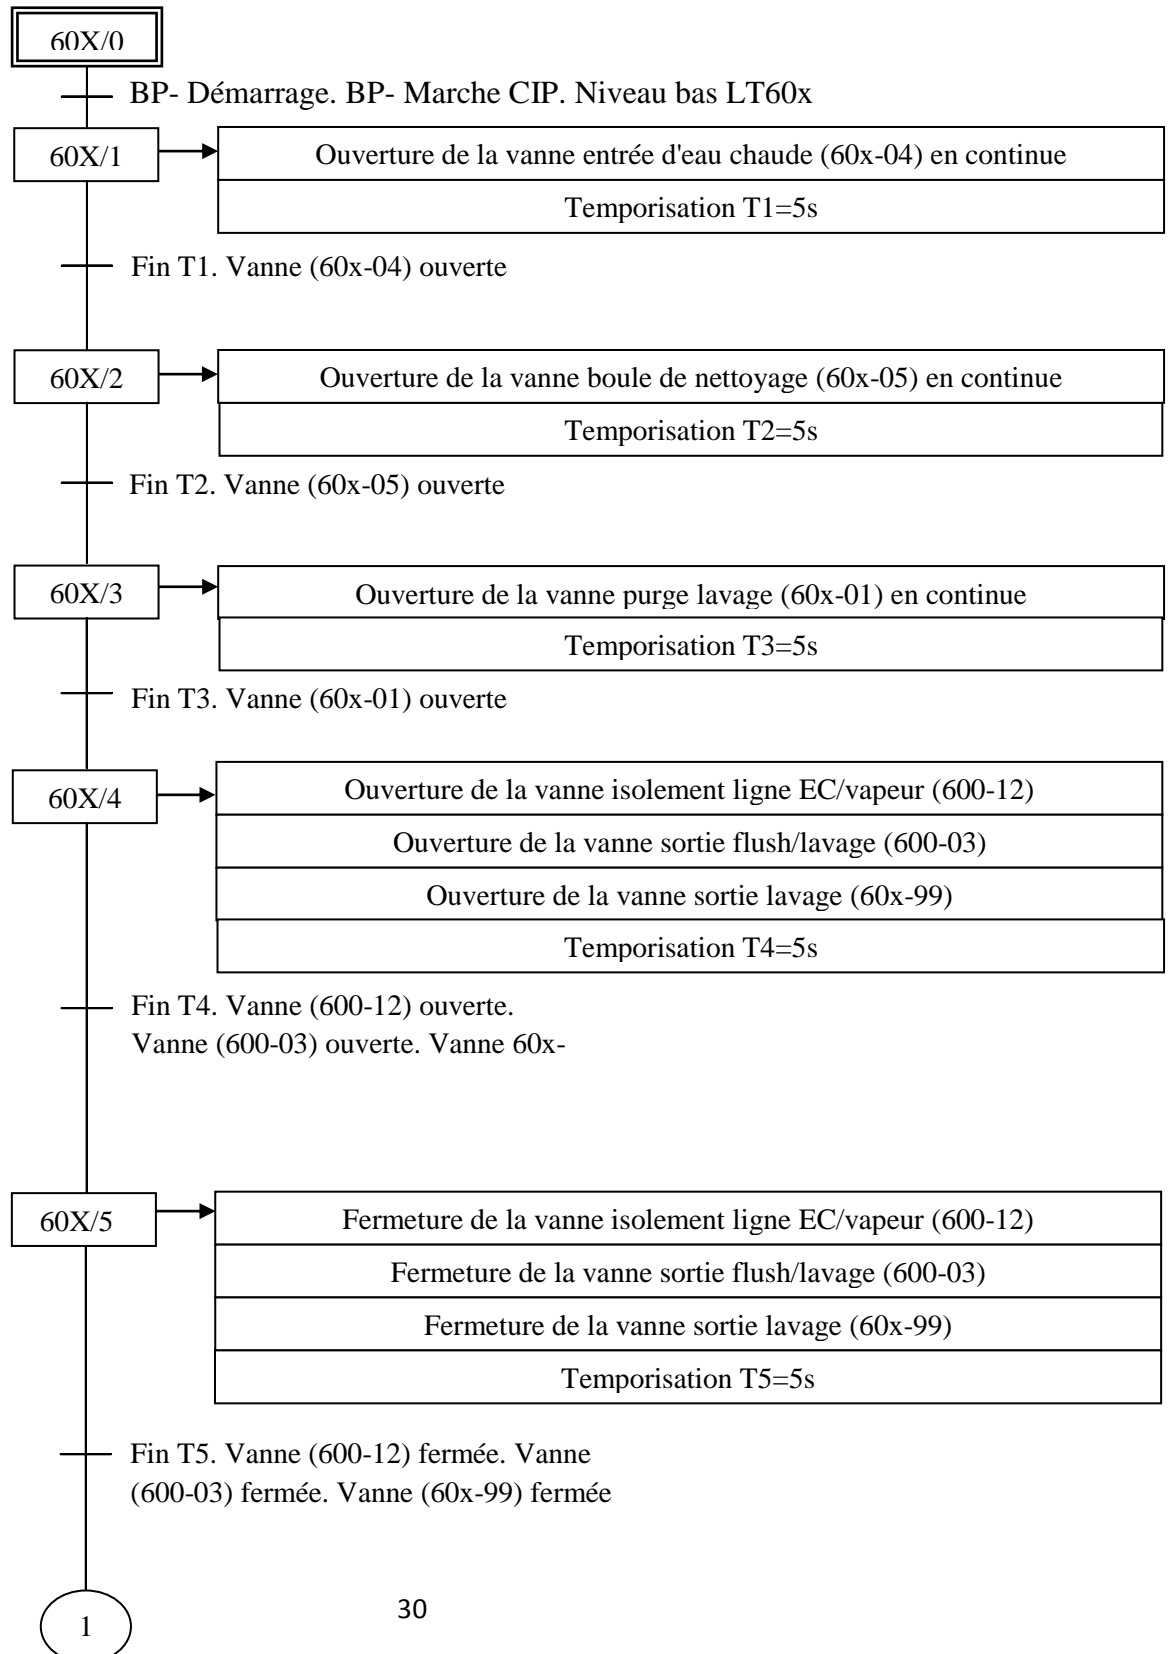 60X/0
BP- Démarrage. BP- Marche CIP. Niveau bas LT60x
60X/1
Ouverture de la vanne entrée d'eau chaude (60x-04) en continue
Temporisation T1=5s
Fin T1. Vanne (60x-04) ouverte
60X/2
Ouverture de la vanne boule de nettoyage (60x-05) en continue
Temporisation T2=5s
Fin T2. Vanne (60x-05) ouverte
60X/3
Ouverture de la vanne purge lavage (60x-01) en continue
Temporisation T3=5s
Fin T3. Vanne (60x-01) ouverte
60X/4
Ouverture de la vanne isolement ligne EC/vapeur (600-12)
Ouverture de la vanne sortie flush/lavage (600-03)
Ouverture de la vanne sortie lavage (60x-99)
Temporisation T4=5s
Fin T4. Vanne (600-12) ouverte.
Vanne (600-03) ouverte. Vanne 60x-
60X/5
Fermeture de la vanne isolement ligne EC/vapeur (600-12)
Fermeture de la vanne sortie flush/lavage (600-03)
Fermeture de la vanne sortie lavage (60x-99)
Temporisation T5=5s
Fin T5. Vanne (600-12) fermée. Vanne
(600-03) fermée. Vanne (60x-99) fermée
1
30